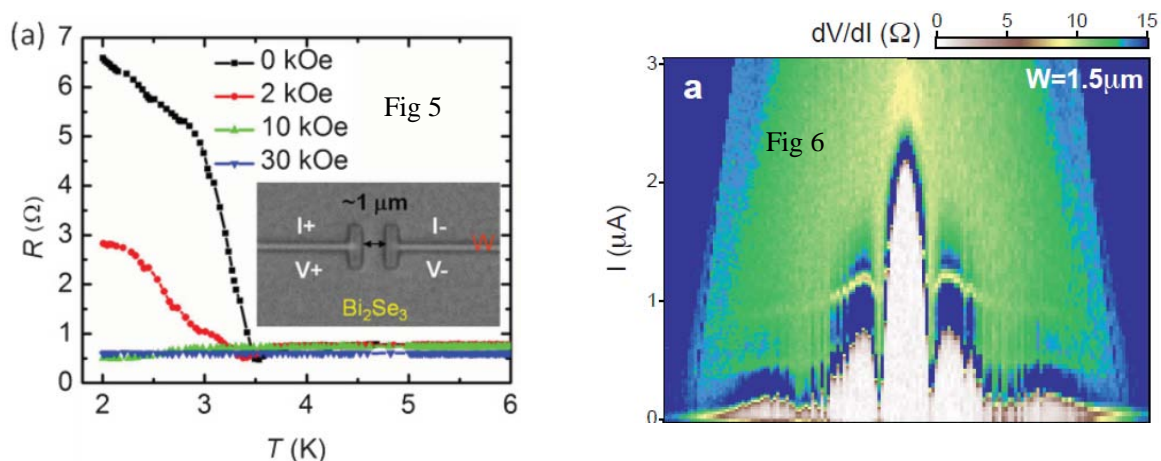 (a)
7
6
5
4
3
2
1
0
R (Ω)
0 kOe
2 kOe
10 kOe
30 kOe
Fig 5
~1 μm
I+
I-
W
V+
V-
Bi₂Se₃
2
3
4
5
6
T (K)
dV/dI (Ω)
0
5
10
15
a
W=1.5μm
Fig 6
3
2
1
0
I (μA)